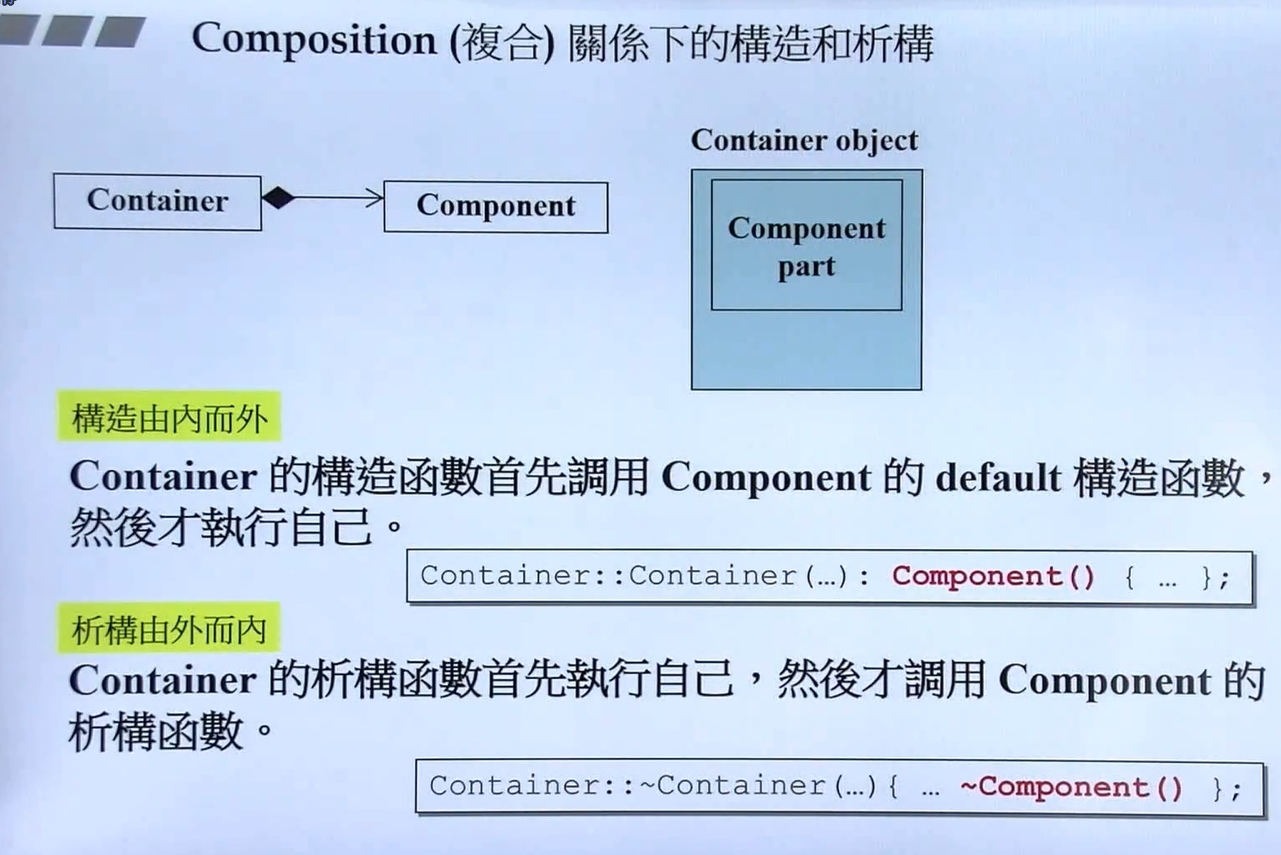 Composition (複合) 關係下的構造和析構
Container object
Container
Component
Component
part
構造由內而外
Container 的構造函數首先調用 Component 的 default 構造函數，
然後才執行自己。
Container::Container(…): Component() { … };
析構由外而內
Container 的析構函數首先執行自己，然後才調用 Component 的
析構函數。
Container::~Container(…){ … ~Component() };